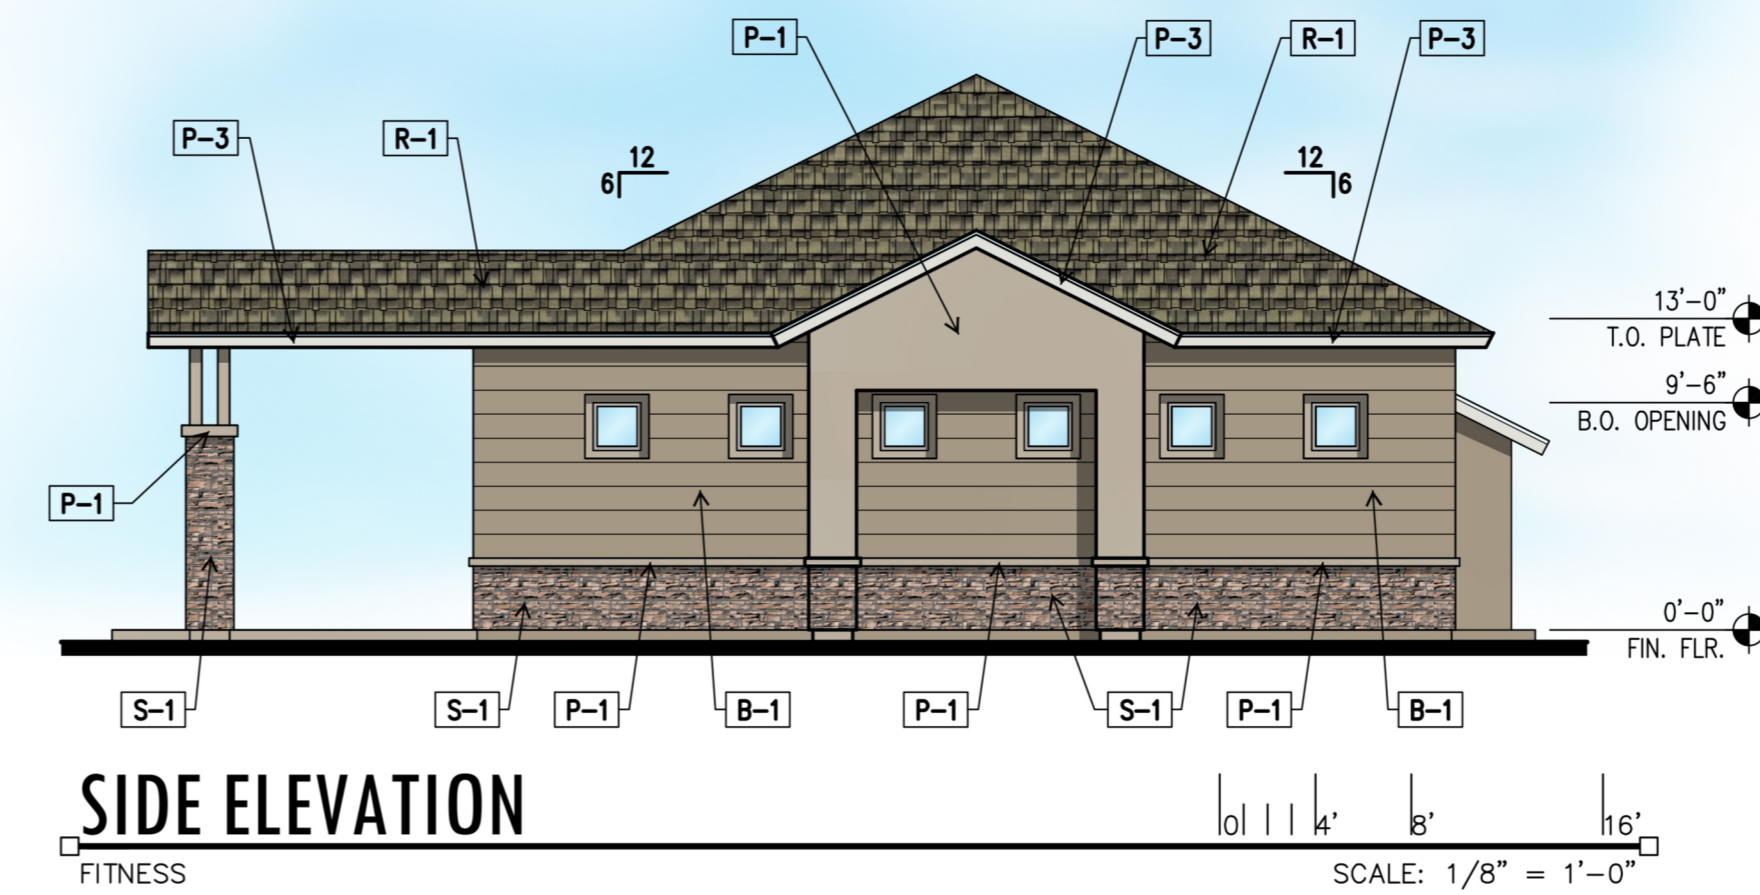 P-1
P-3
R-1
P-3
P-3
R-1
12
6
12
6
13'-0"
T.O. PLATE
9'-6"
B.O. OPENING
P-1
0'-0"
FIN. FLR.
S-1
S-1
P-1
B-1
P-1
S-1
P-1
B-1
SIDE ELEVATION
0 4' 8' 16'
FITNESS
SCALE: 1/8" = 1'-0"